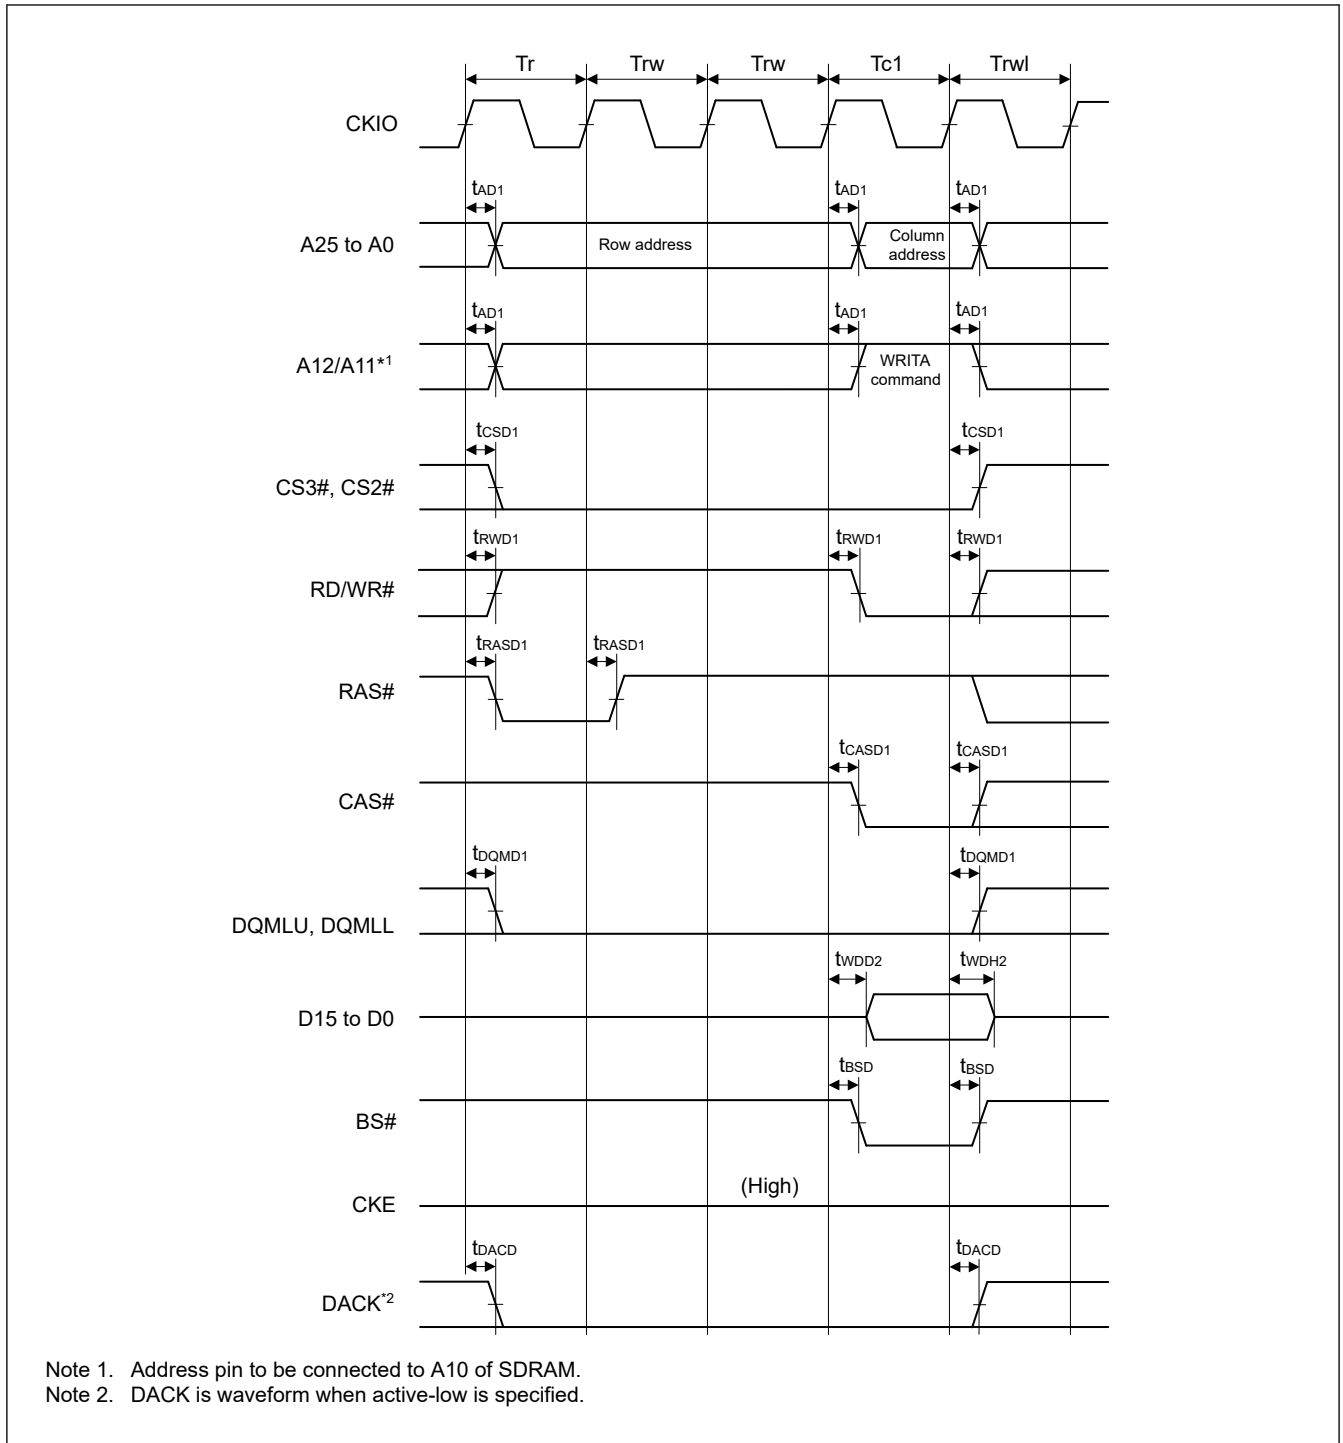 Tr Trw Trw Tc1 Trwl
CKIO
tAD1 tAD1 tAD1
A25 to A0 Row address Column address
tAD1 tAD1 tAD1
A12/A11*1 WRITA command
tCSD1 tCSD1
CS3#, CS2#
tRWD1 tRWD1 tRWD1
RD/WR#
tRASD1 tRASD1
RAS#
tCASD1 tCASD1
CAS#
tDQMD1 tDQMD1
DQMLU, DQMLL
tWDD2 tWDH2
D15 to D0
tBSD tBSD
BS#
(High)
CKE
tDACD tDACD
DACK*2
Note 1. Address pin to be connected to A10 of SDRAM.
Note 2. DACK is waveform when active-low is specified.